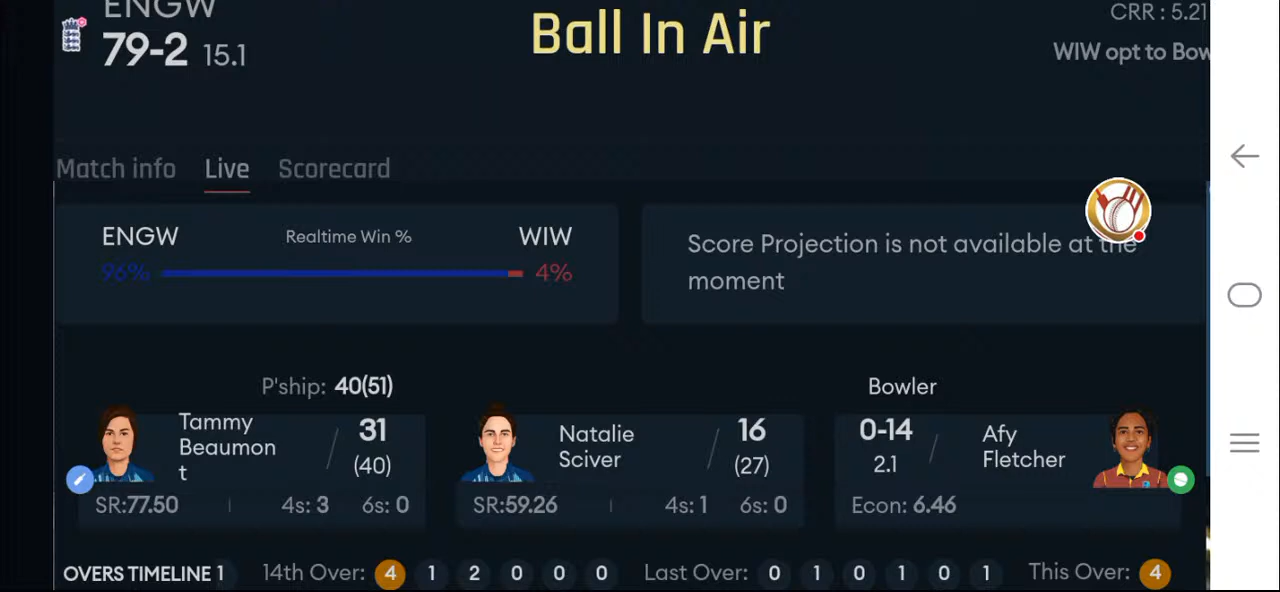 ENGW
79-2 15.1
Ball In Air
CRR : 5.21
WIW opt to Bow
Match info Live Scorecard
ENGW Realtime Win % WIW
96% 4%
Score Projection is not available at the
moment
P'ship: 40(51)
Bowler
Tammy
Beaumon
t
31
(40)
SR:77.50 4s: 3 6s: 0
Natalie
Sciver
16
(27)
SR:59.26 4s: 1 6s: 0
0-14
2.1
Afy
Fletcher
Econ: 6.46
OVERS TIMELINE 1 14th Over: 4 1 2 0 0 0 Last Over: 0 1 0 1 0 1 This Over: 4